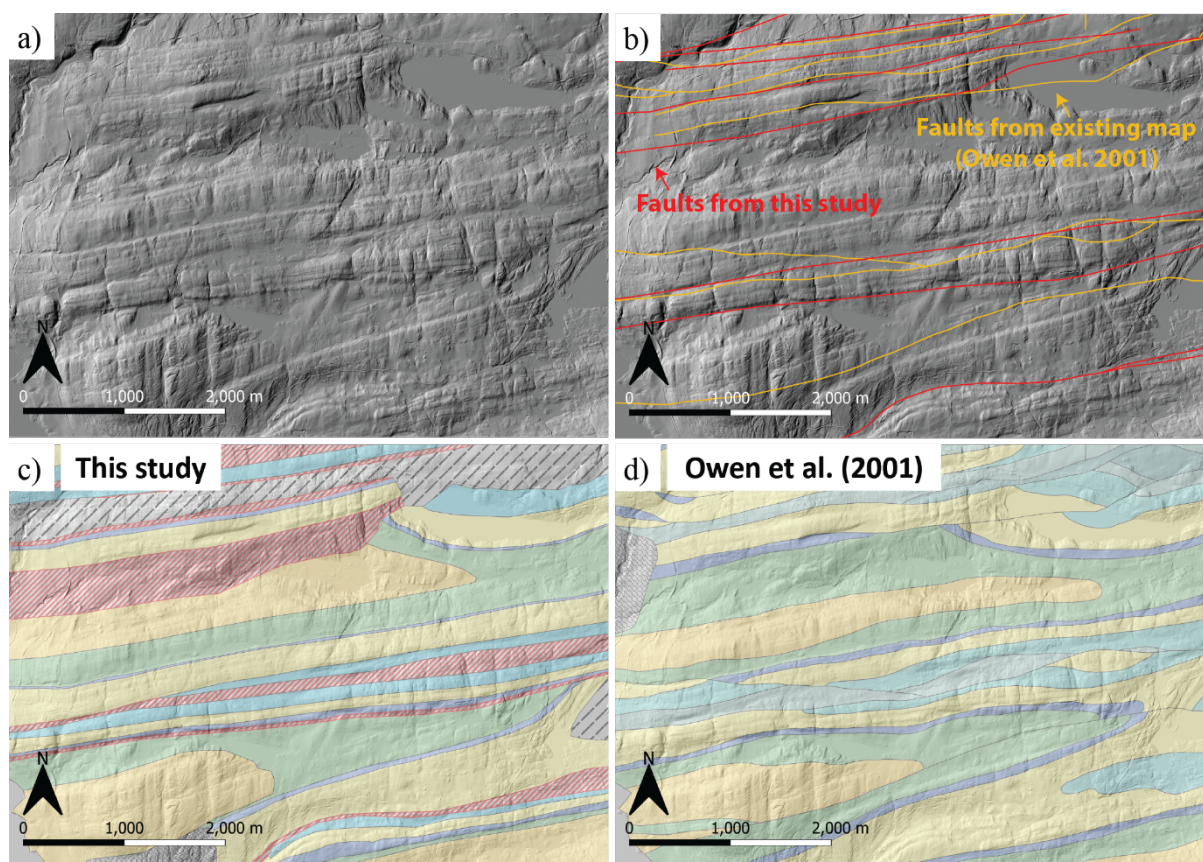 a)
N
0
1,000
2,000 m
b)
Faults from existing map
(Owen et al. 2001)
Faults from this study
N
0
1,000
2,000 m
c)
This study
N
0
1,000
2,000 m
d)
Owen et al. (2001)
N
0
1,000
2,000 m